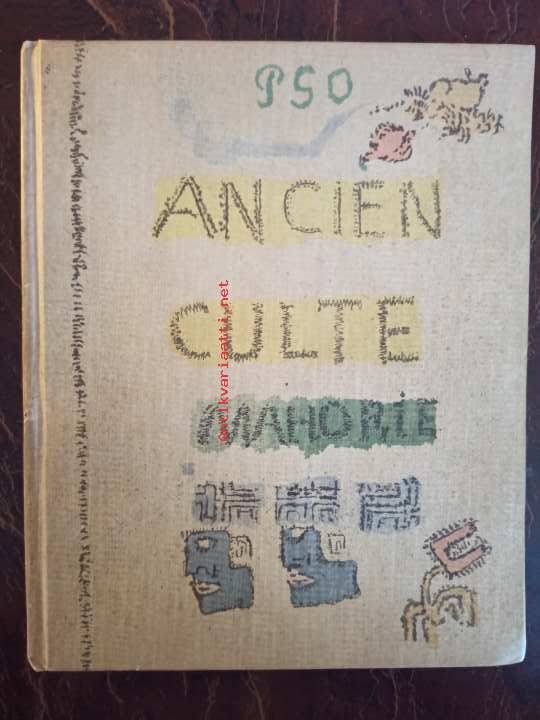 PSO
ANCIEN
CULTE
MAHORIE
antikvariaatti.net